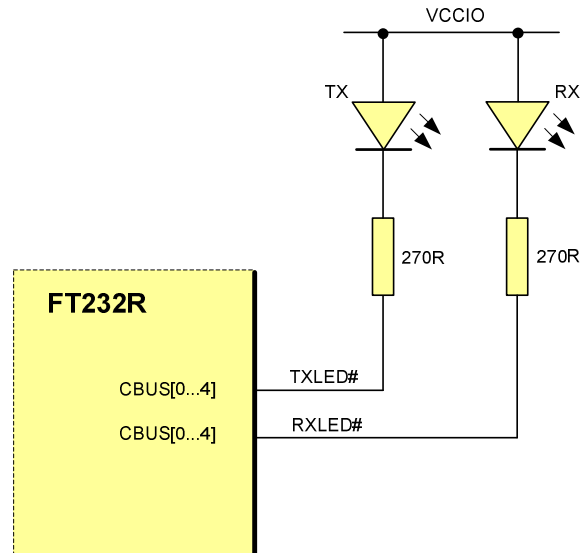 VCCIO
TX
RX
270R
270R
FT232R
TXLED#
CBUS[0...4]
RXLED#
CBUS[0...4]